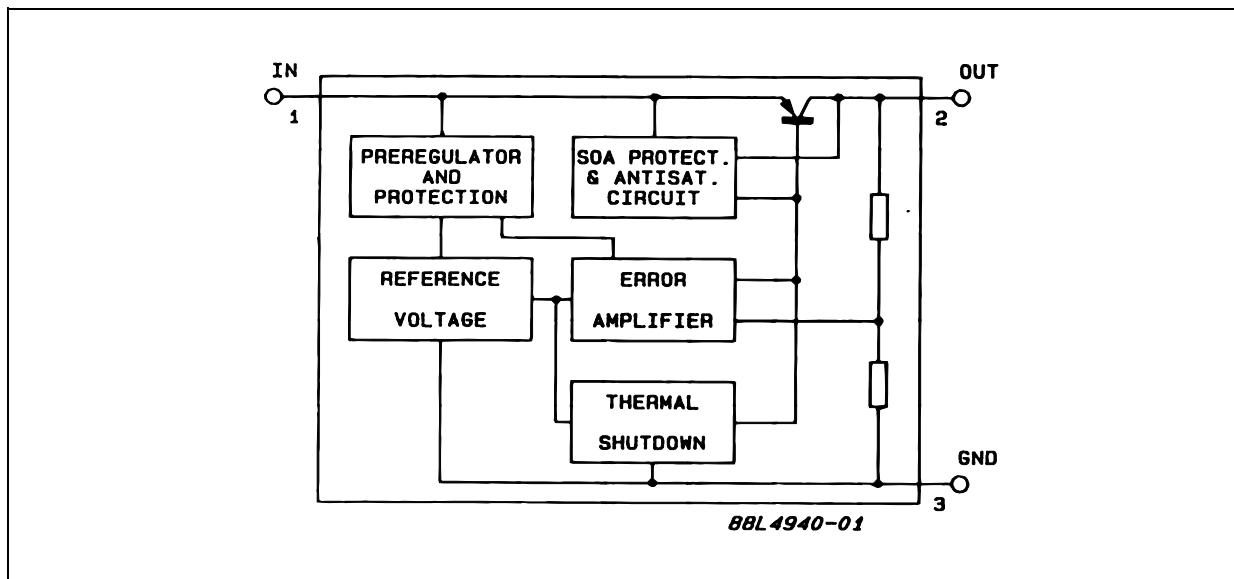 IN
OUT
1
2
PREREGULATOR
AND
PROTECTION
SOA PROTECT.
& ANTISAT.
CIRCUIT
REFERENCE
VOLTAGE
ERROR
AMPLIFIER
THERMAL
SHUTDOWN
GND
3
88L4940-01